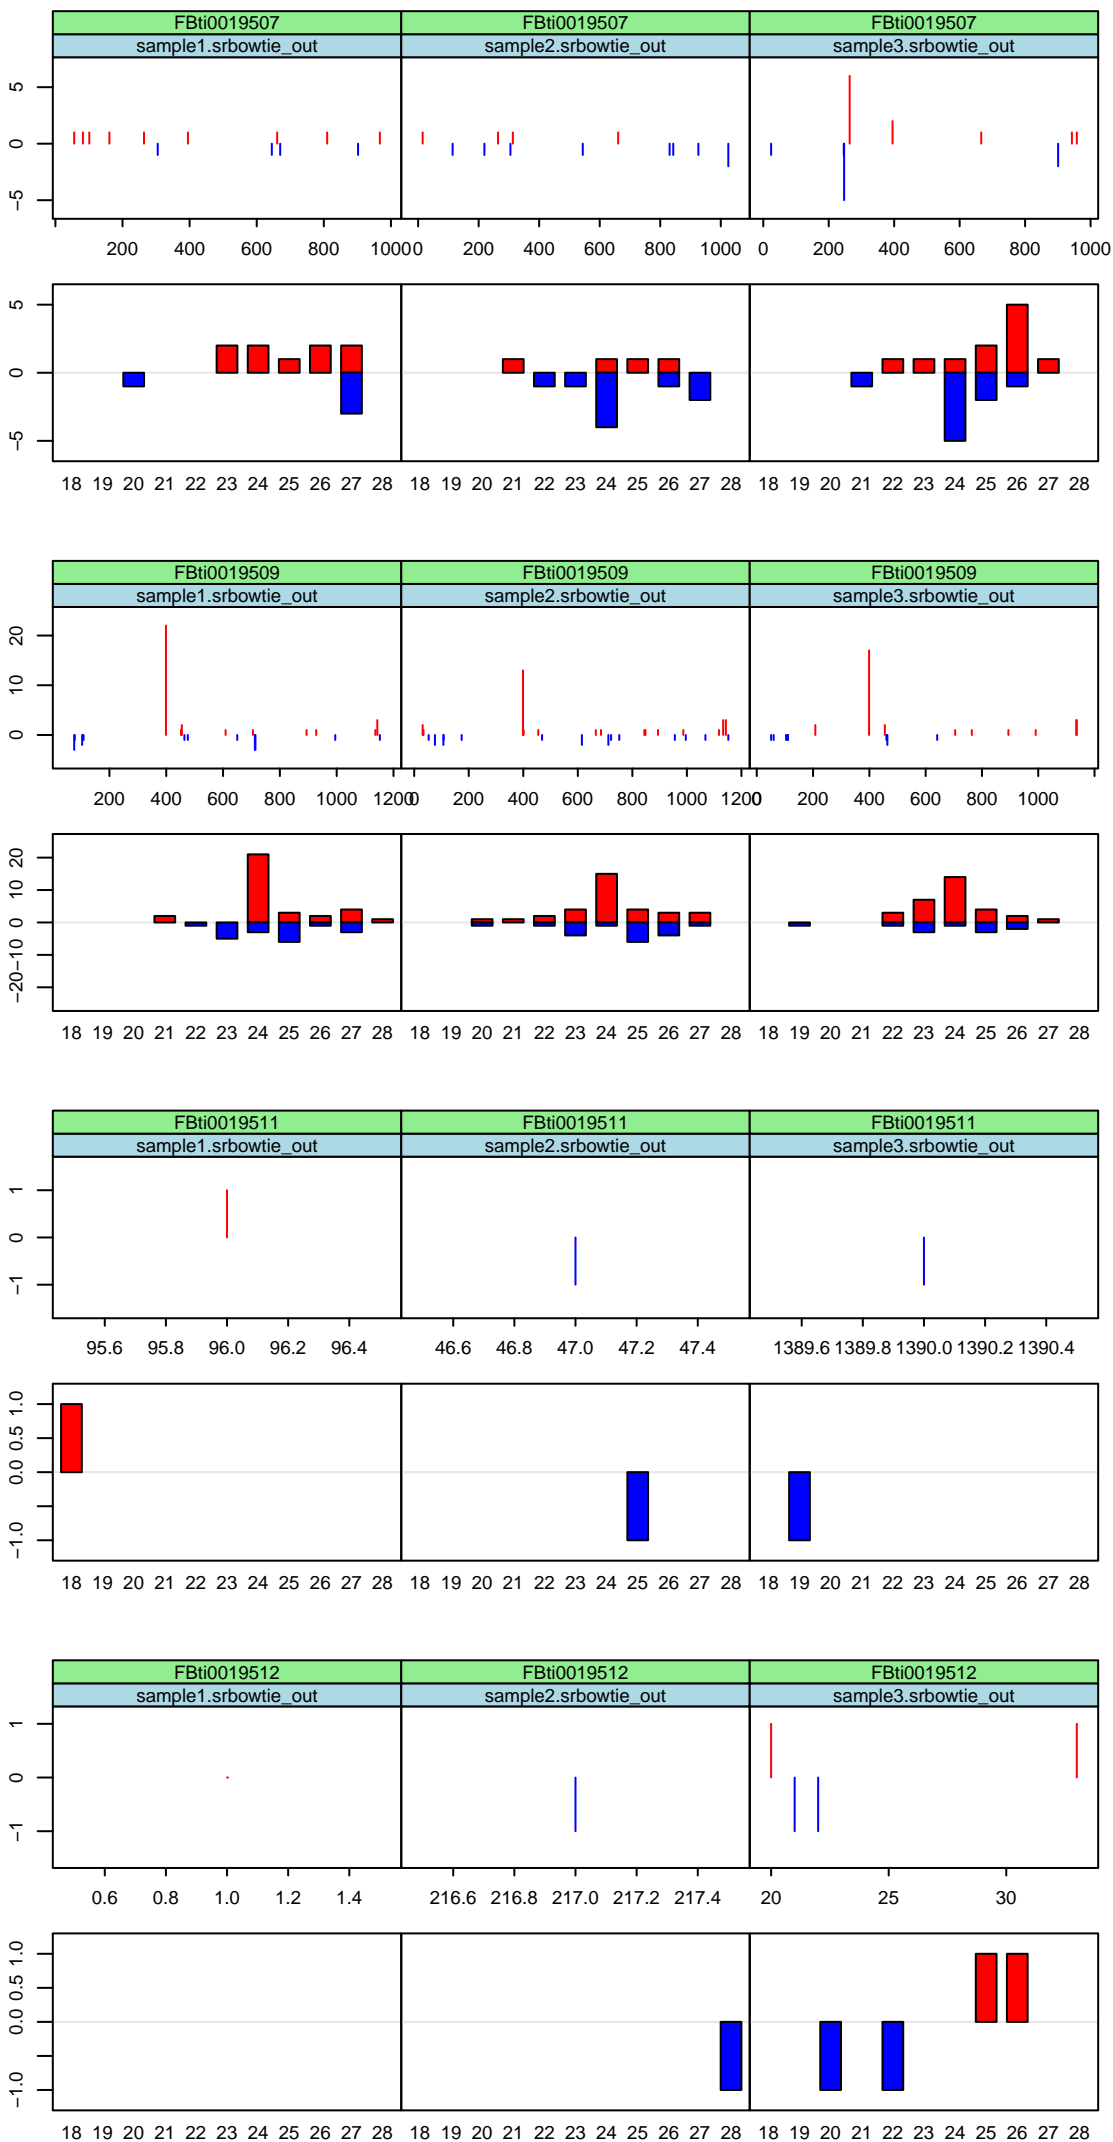 FBti0019507 FBti0019507 FBti0019507
sample1.srbowtie_out sample2.srbowtie_out sample3.srbowtie_out
5
0
−5
200 400 600 800 1000 0 200 400 600 800 1000 0 200 400 600 800 1000
5
0
−5
18 19 20 21 22 23 24 25 26 27 28 18 19 20 21 22 23 24 25 26 27 28 18 19 20 21 22 23 24 25 26 27 28
FBti0019509 FBti0019509 FBti0019509
sample1.srbowtie_out sample2.srbowtie_out sample3.srbowtie_out
20
10
0
200 400 600 800 1000 1200 0 200 400 600 800 1000 1200 0 200 400 600 800 1000
20
10
0
−10
−20
18 19 20 21 22 23 24 25 26 27 28 18 19 20 21 22 23 24 25 26 27 28 18 19 20 21 22 23 24 25 26 27 28
FBti0019511 FBti0019511 FBti0019511
sample1.srbowtie_out sample2.srbowtie_out sample3.srbowtie_out
1
0
−1
95.6 95.8 96.0 96.2 96.4 46.6 46.8 47.0 47.2 47.4 1389.6 1389.8 1390.0 1390.2 1390.4
1.0
0.5
0.0
−1.0
18 19 20 21 22 23 24 25 26 27 28 18 19 20 21 22 23 24 25 26 27 28 18 19 20 21 22 23 24 25 26 27 28
FBti0019512 FBti0019512 FBti0019512
sample1.srbowtie_out sample2.srbowtie_out sample3.srbowtie_out
1
0
−1
0.6 0.8 1.0 1.2 1.4 216.6 216.8 217.0 217.2 217.4 20 25 30
1.0
0.5
0.0
−1.0
18 19 20 21 22 23 24 25 26 27 28 18 19 20 21 22 23 24 25 26 27 28 18 19 20 21 22 23 24 25 26 27 28